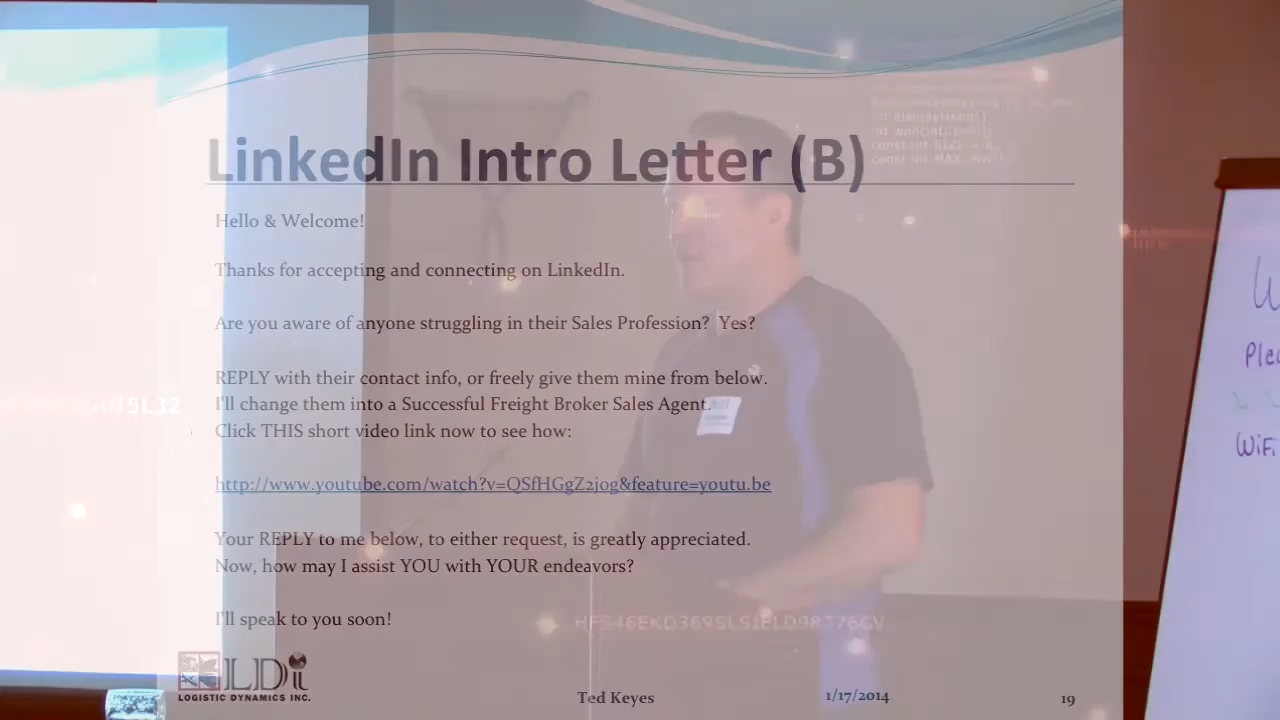 LinkedIn Intro Letter (B)
Hello & Welcome!
Thanks for accepting and connecting on LinkedIn.
Are you aware of anyone struggling in their Sales Profession?  Yes?
REPLY with their contact info, or freely give them mine from below.
I'll change them into a Successful Freight Broker Sales Agent.
Click THIS short video link now to see how:
http://www.youtube.com/watch?v=QSfHGgZ2jog&feature=youtu.be
Your REPLY to me below, to either request, is greatly appreciated.
Now, how may I assist YOU with YOUR endeavors?
I'll speak to you soon!
LDi
LOGISTIC DYNAMICS INC.
Ted Keyes
1/17/2014
19
WiFi